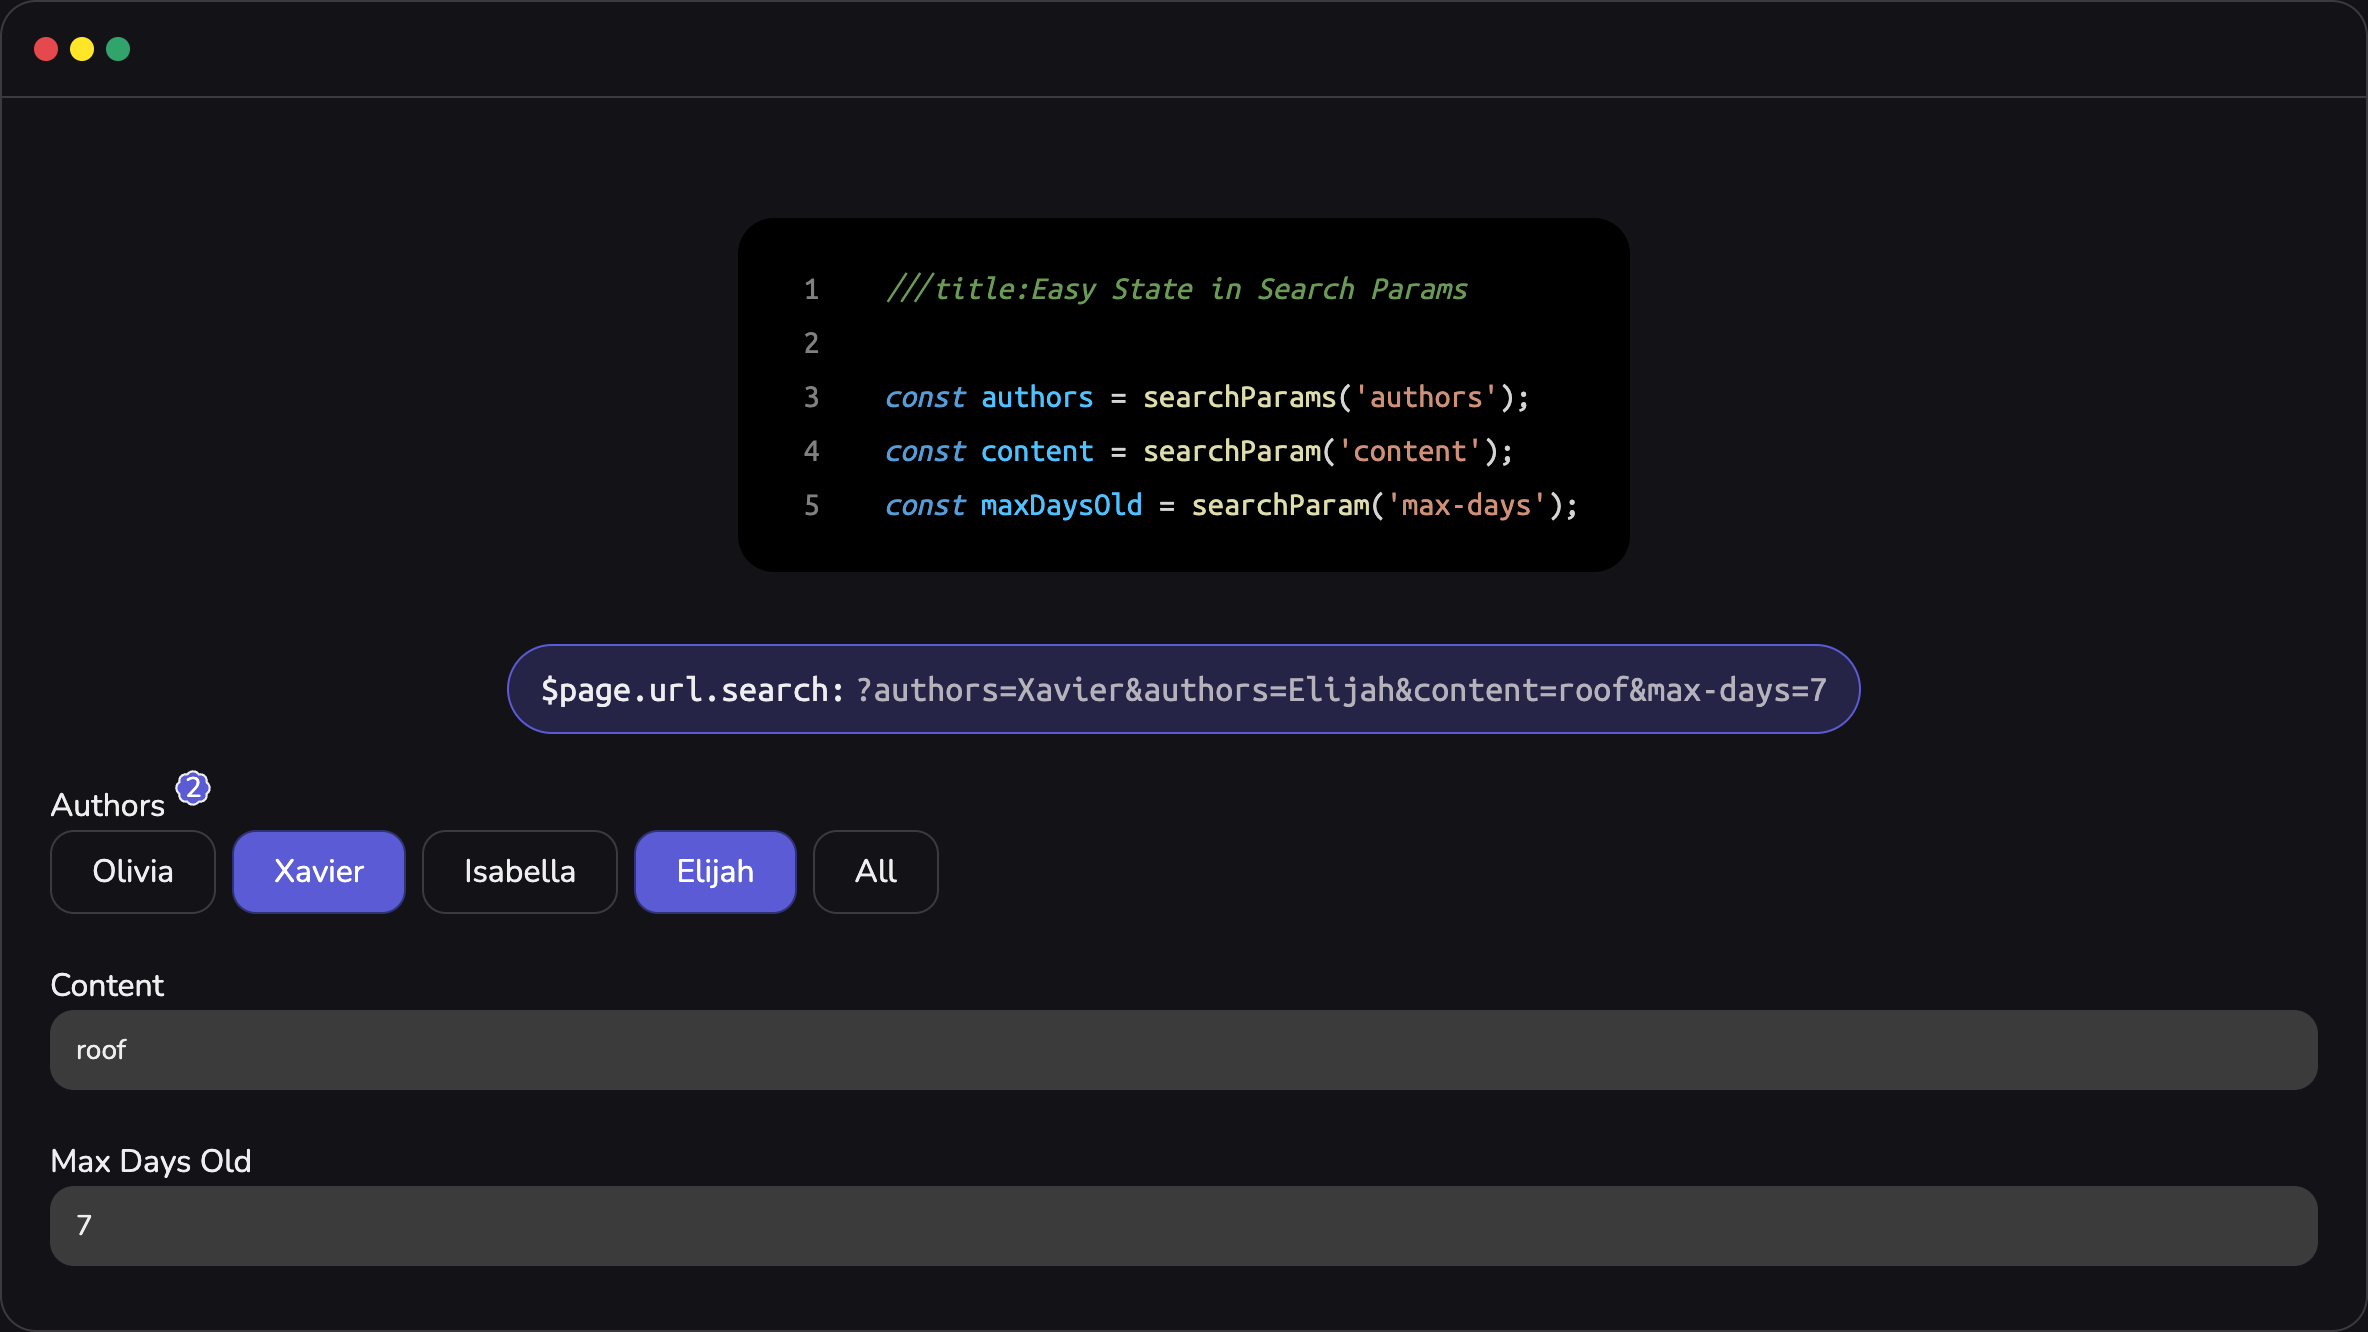 1 ///title:Easy State in Search Params
2
3 const authors = searchParams('authors');
4 const content = searchParam('content');
5 const maxDaysOld = searchParam('max-days');
$page.url.search: ?authors=Xavier&authors=Elijah&content=roof&max-days=7
Authors 2
Olivia Xavier Isabella Elijah All
Content
roof
Max Days Old
7